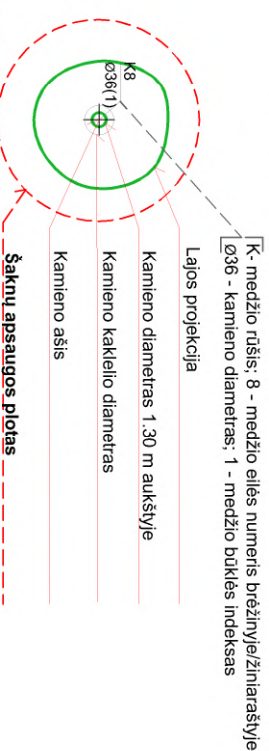 K- medžio rūšis; 8 - medžio eilės numeris brėžinyje/žiniaraštyje
Ø36 - kamieno diametras; 1 - medžio būklės indeksas
K8
Ø36(1)
Lajos projekcija
Kamieno diametras 1.30 m aukštyje
Kamieno kaklelio diametras
Kamieno ašis
Šaknų apsaugos plotas